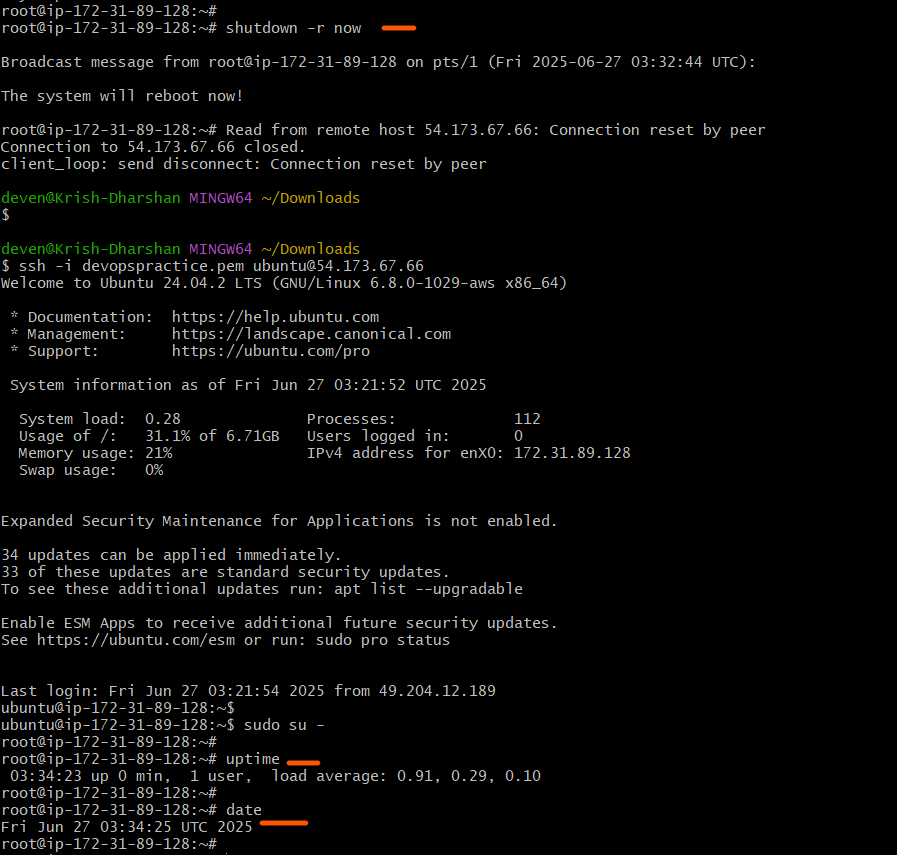 root@ip-172-31-89-128:~#
root@ip-172-31-89-128:~# shutdown -r now
Broadcast message from root@ip-172-31-89-128 on pts/1 (Fri 2025-06-27 03:32:44 UTC):
The system will reboot now!
root@ip-172-31-89-128:~# Read from remote host 54.173.67.66: Connection reset by peer
Connection to 54.173.67.66 closed.
client_loop: send disconnect: Connection reset by peer
deven@Krish-Dharshan MINGW64 ~/Downloads
$
deven@Krish-Dharshan MINGW64 ~/Downloads
$ ssh -i devopspractice.pem ubuntu@54.173.67.66
Welcome to Ubuntu 24.04.2 LTS (GNU/Linux 6.8.0-1029-aws x86_64)
* Documentation: https://help.ubuntu.com
* Management: https://landscape.canonical.com
* Support: https://ubuntu.com/pro
System information as of Fri Jun 27 03:21:52 UTC 2025
System load: 0.28 Processes: 112
Usage of /: 31.1% of 6.71GB Users logged in: 0
Memory usage: 21% IPv4 address for enX0: 172.31.89.128
Swap usage: 0%
Expanded Security Maintenance for Applications is not enabled.
34 updates can be applied immediately.
33 of these updates are standard security updates.
To see these additional updates run: apt list --upgradable
Enable ESM Apps to receive additional future security updates.
See https://ubuntu.com/esm or run: sudo pro status
Last login: Fri Jun 27 03:21:54 2025 from 49.204.12.189
ubuntu@ip-172-31-89-128:~$
ubuntu@ip-172-31-89-128:~$ sudo su -
root@ip-172-31-89-128:~#
root@ip-172-31-89-128:~# uptime
03:34:23 up 0 min, 1 user, load average: 0.91, 0.29, 0.10
root@ip-172-31-89-128:~#
root@ip-172-31-89-128:~# date
Fri Jun 27 03:34:25 UTC 2025
root@ip-172-31-89-128:~#